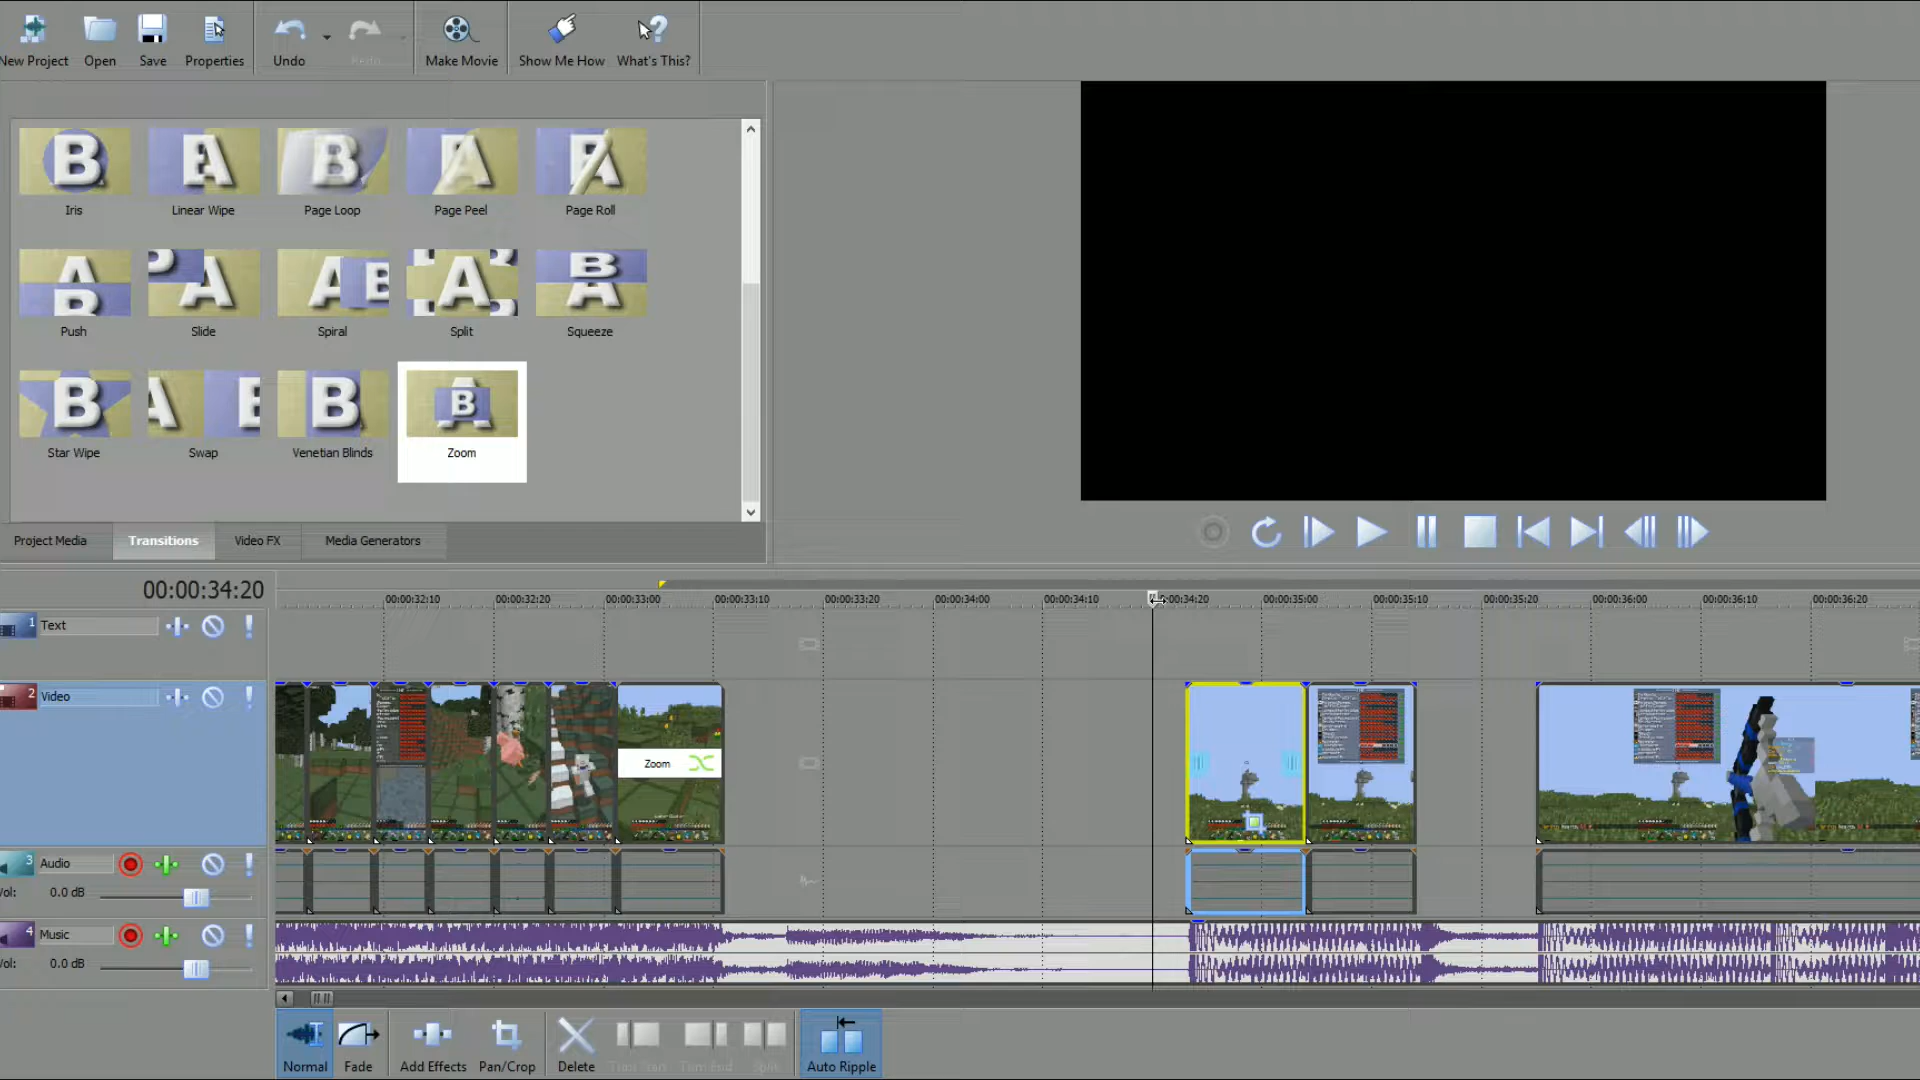 New Project Open Save Properties Undo Redo Make Movie Show Me How What's This?
Iris Linear Wipe Page Loop Page Peel Page Roll
Push Slide Spiral Split Squeeze
Star Wipe Swap Venetian Blinds Zoom
Project Media Transitions Video FX Media Generators
00:00:34:20
00:00:32:10 00:00:32:20 00:00:33:00 00:00:33:10 00:00:33:20 00:00:34:00 00:00:34:10 00:00:34:20 00:00:35:00 00:00:35:10 00:00:35:20 00:00:36:00 00:00:36:10 00:00:36:20
1 Text
2 Video
Zoom
3 Audio
Vol: 0.0 dB
4 Music
Vol: 0.0 dB
Normal Fade Add Effects Pan/Crop Delete Trim Start Trim End Split Auto Ripple